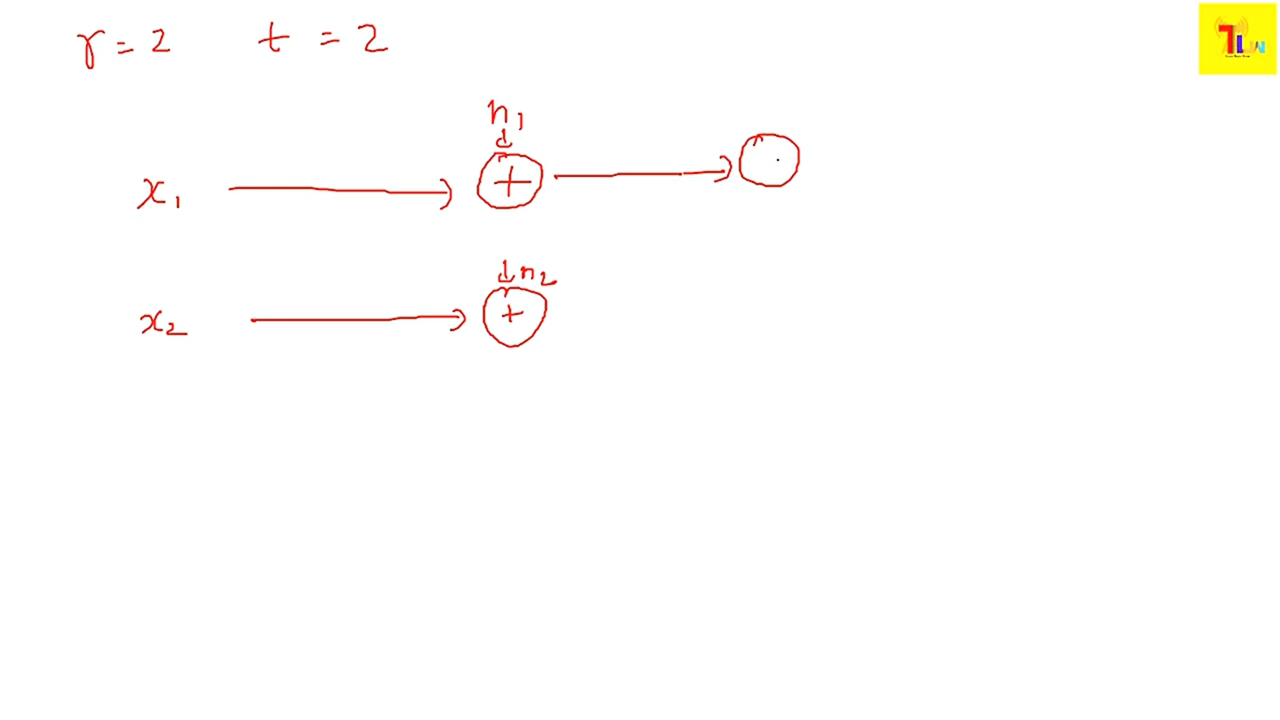 r = 2 t = 2
n1
x1 +
n2
x2 +